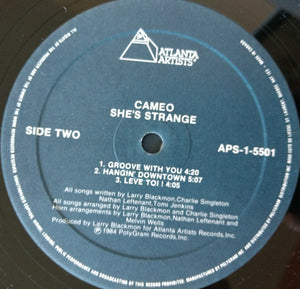 ATLANTA
ARTISTS
CAMEO
SHE'S STRANGE
SIDE TWO
APS-1-5501
1. GROOVE WITH YOU 4:20
2. HANGIN' DOWNTOWN 5:07
3. LEVE TOI! 4:05
All songs written by Larry Blackmon, Charlie Singleton
Nathan Leftenant, Tomi Jenkins
All songs arranged by Larry Blackmon and Charlie Singleton
Horn arrangements by Larry Blackmon, Nathan Leftenant and
Melvin Wells
Produced by Larry Blackmon for Atlanta Artists Records, Inc.
℗ 1984 PolyGram Records, Inc.